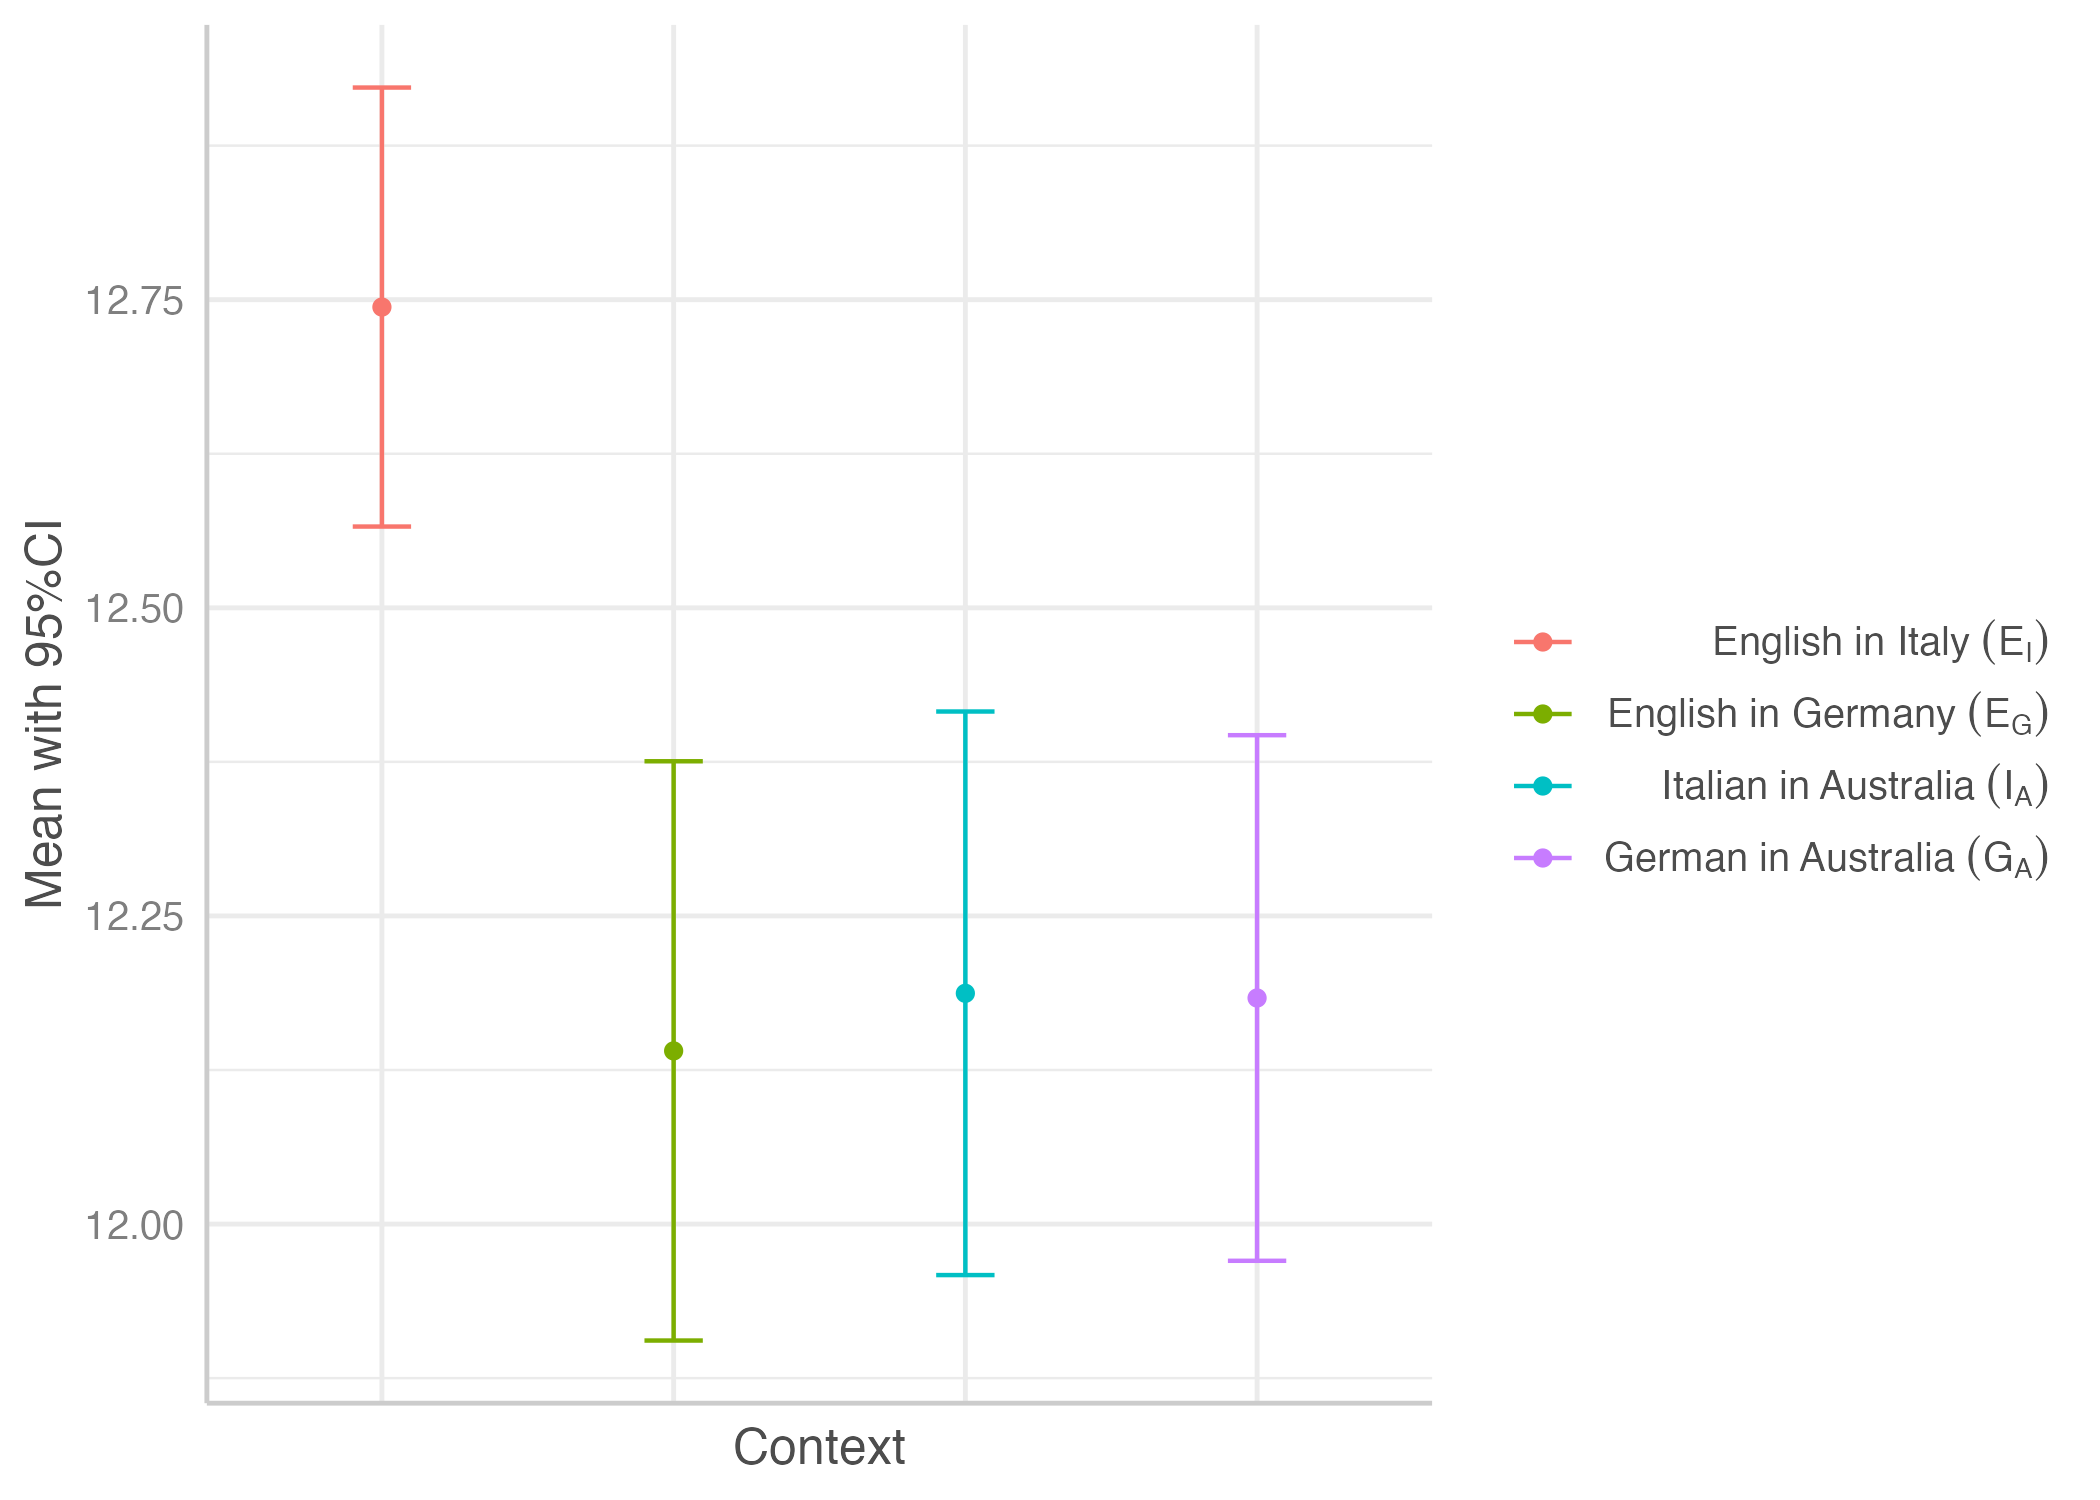 Mean with 95%CI
12.75
12.50
12.25
12.00
Context
English in Italy (E_I)
English in Germany (E_G)
Italian in Australia (I_A)
German in Australia (G_A)